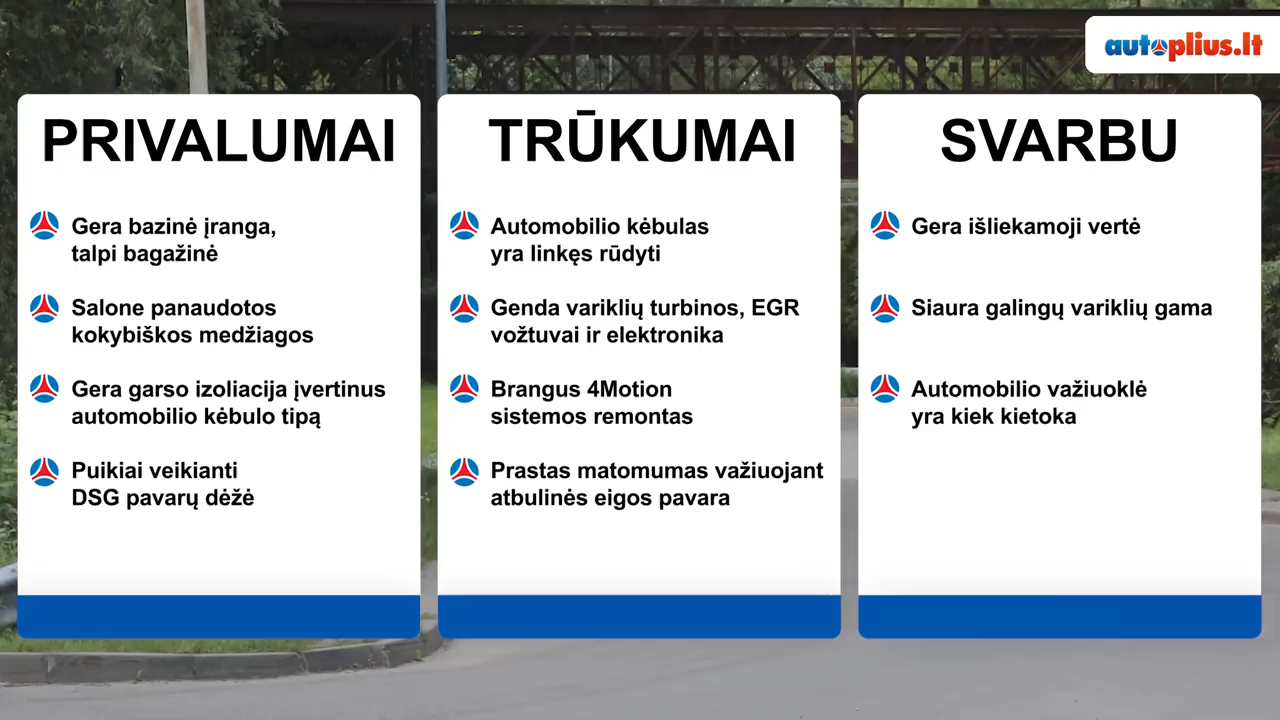 autoplius.lt
PRIVALUMAI
Gera bazinė įranga,
talpi bagažinė
Salone panaudotos
kokybiškos medžiagos
Gera garso izoliacija įvertinus
automobilio kėbulo tipą
Puikiai veikianti
DSG pavarų dėžė
TRŪKUMAI
Automobilio kėbulas
yra linkęs rūdyti
Genda variklių turbinos, EGR
vožtuvai ir elektronika
Brangus 4Motion
sistemos remontas
Prastas matomumas važiuojant
atbulinės eigos pavara
SVARBU
Gera išliekamoji vertė
Siaura galingų variklių gama
Automobilio važiuoklė
yra kiek kietoka